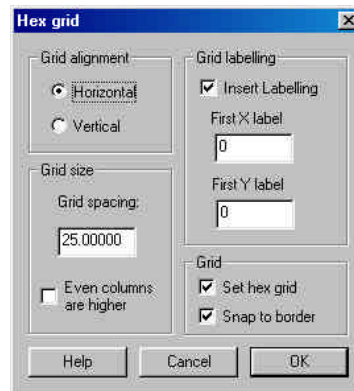 Hex grid
Grid alignment
Horizontal
Vertical
Grid size
Grid spacing:
25.00000
Even columns
are higher
Grid labelling
Insert Labelling
First X label
0
First Y label
0
Grid
Set hex grid
Snap to border
Help
Cancel
OK